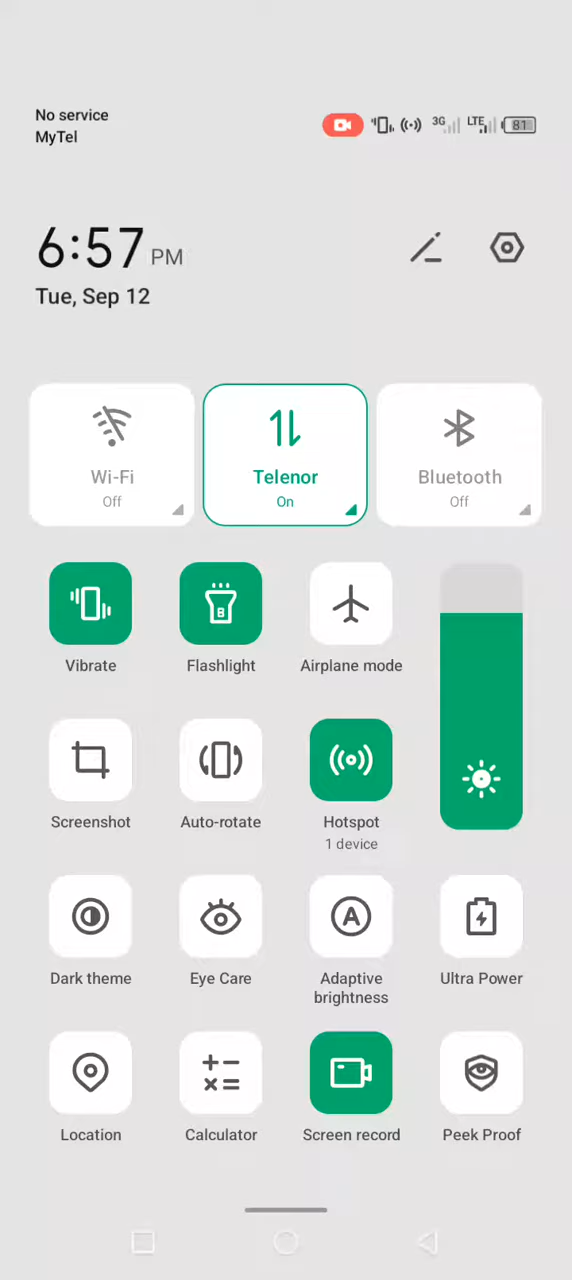 No service
MyTel
3G
LTE
81
6:57 PM
Tue, Sep 12
Wi-Fi
Off
Telenor
On
Bluetooth
Off
Vibrate
Flashlight
Airplane mode
Screenshot
Auto-rotate
Hotspot
1 device
Dark theme
Eye Care
Adaptive
brightness
Ultra Power
Location
Calculator
Screen record
Peek Proof